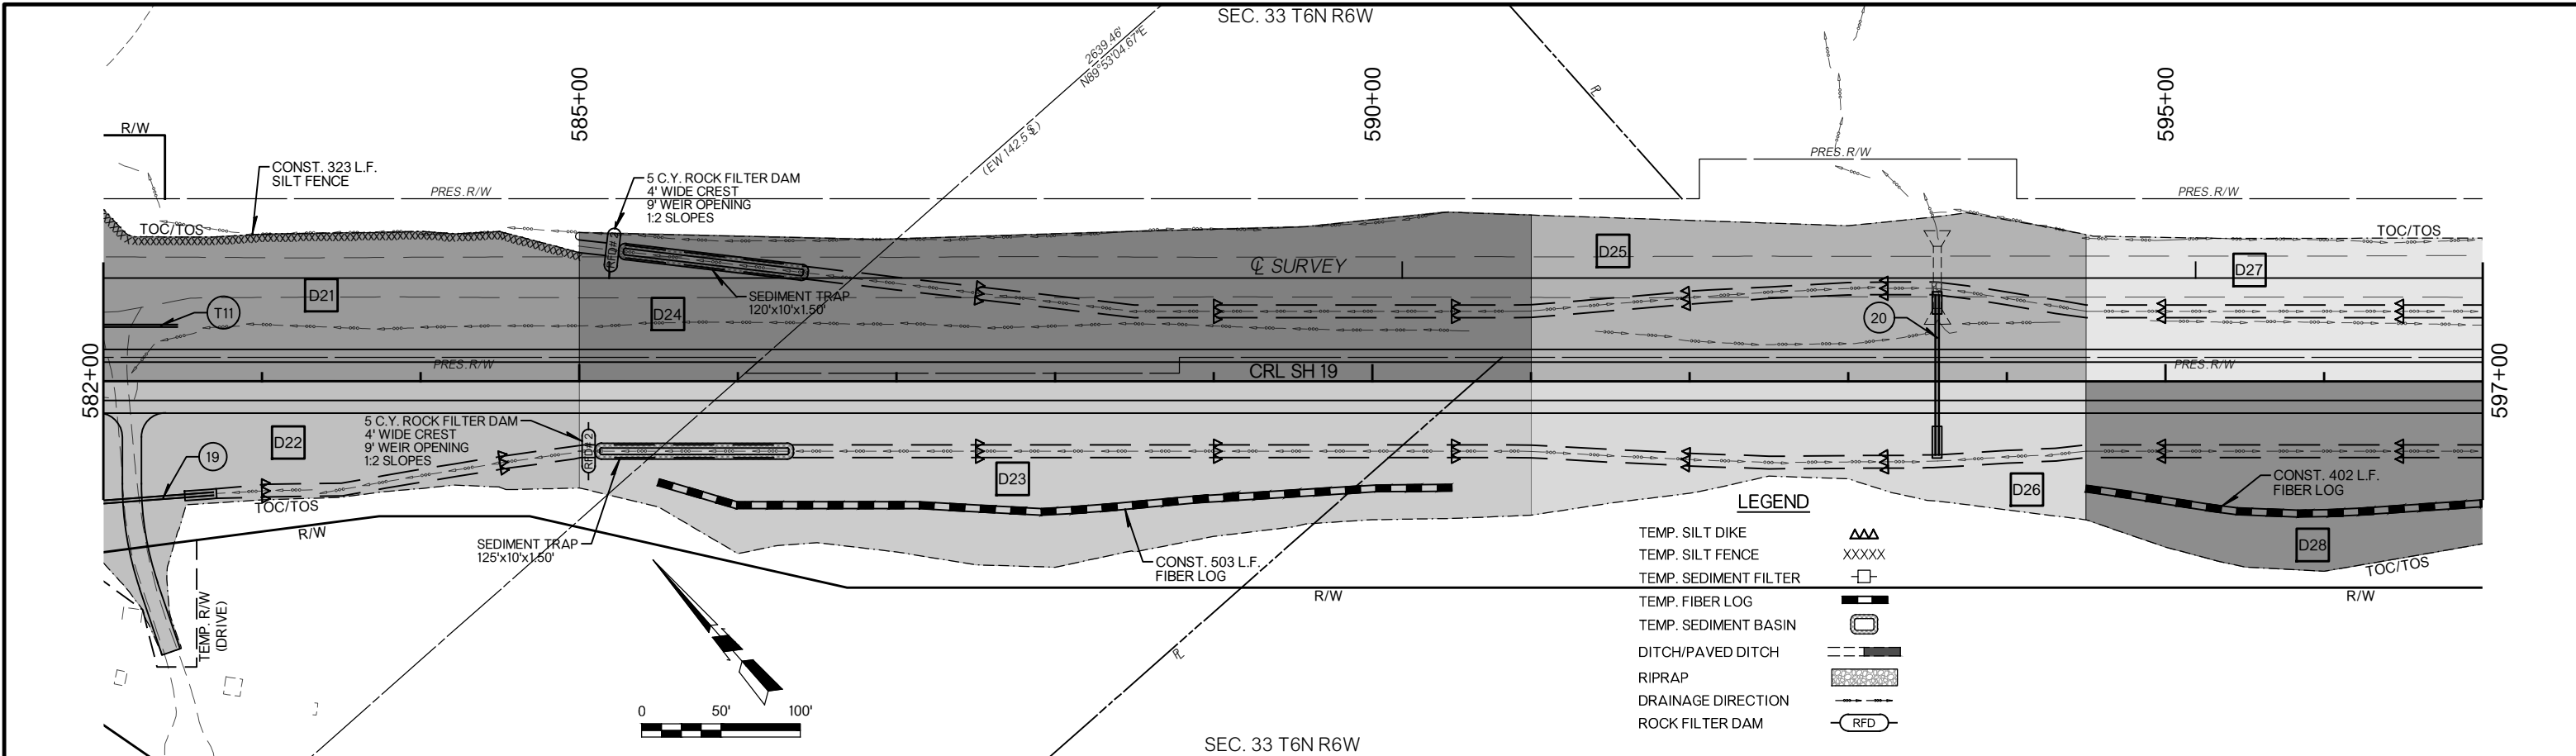 SEC. 33 T6N R6W
2639.46'
N89°53'04.67"E
(EW 142.5 ℄)
585+00
590+00
595+00
℄
R/W
CONST. 323 L.F.
SILT FENCE
PRES. R/W
5 C.Y. ROCK FILTER DAM
4' WIDE CREST
9' WEIR OPENING
1:2 SLOPES
PRES. R/W
PRES. R/W
TOC/TOS
RFD# 2
TOC/TOS
D25
D27
℄ SURVEY
D21
SEDIMENT TRAP
120'x10'x1.50'
T11
D24
20
582+00
PRES. R/W
CRL SH 19
PRES. R/W
597+00
5 C.Y. ROCK FILTER DAM
4' WIDE CREST
9' WEIR OPENING
1:2 SLOPES
D22
19
RFD# 2
D23
CONST. 402 L.F.
FIBER LOG
D26
TOC/TOS
R/W
SEDIMENT TRAP
125'x10'x1.50'
CONST. 503 L.F.
FIBER LOG
D28
TOC/TOS
R/W
R/W
TEMP. R/W
(DRIVE)
LEGEND
TEMP. SILT DIKE
TEMP. SILT FENCE XXXXX
TEMP. SEDIMENT FILTER
TEMP. FIBER LOG
TEMP. SEDIMENT BASIN
DITCH/PAVED DITCH
RIPRAP
DRAINAGE DIRECTION
ROCK FILTER DAM RFD
0 50' 100'
SEC. 33 T6N R6W